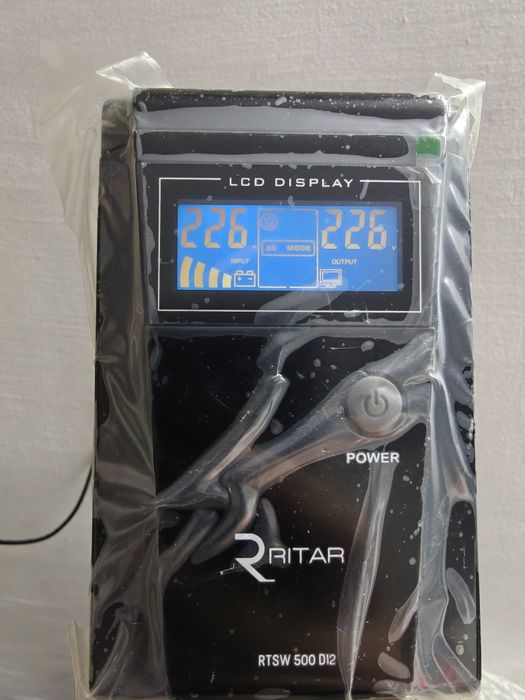 LCD DISPLAY
226 V 226 V
AC MODE
INPUT OUTPUT
POWER
RITAR
RTSW 500 D12